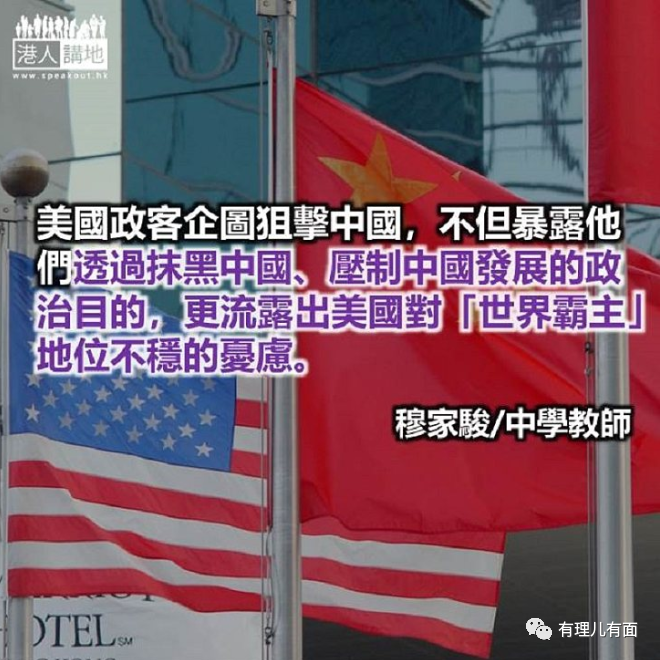 港人講地
www.speakout.hk
美國政客企圖狙擊中國，不但暴露他
們透過抹黑中國、壓制中國發展的政
治目的，更流露出美國對「世界霸主」
地位不穩的憂慮。
穆家駿/中學教師
HOTEL SM
有理儿有面